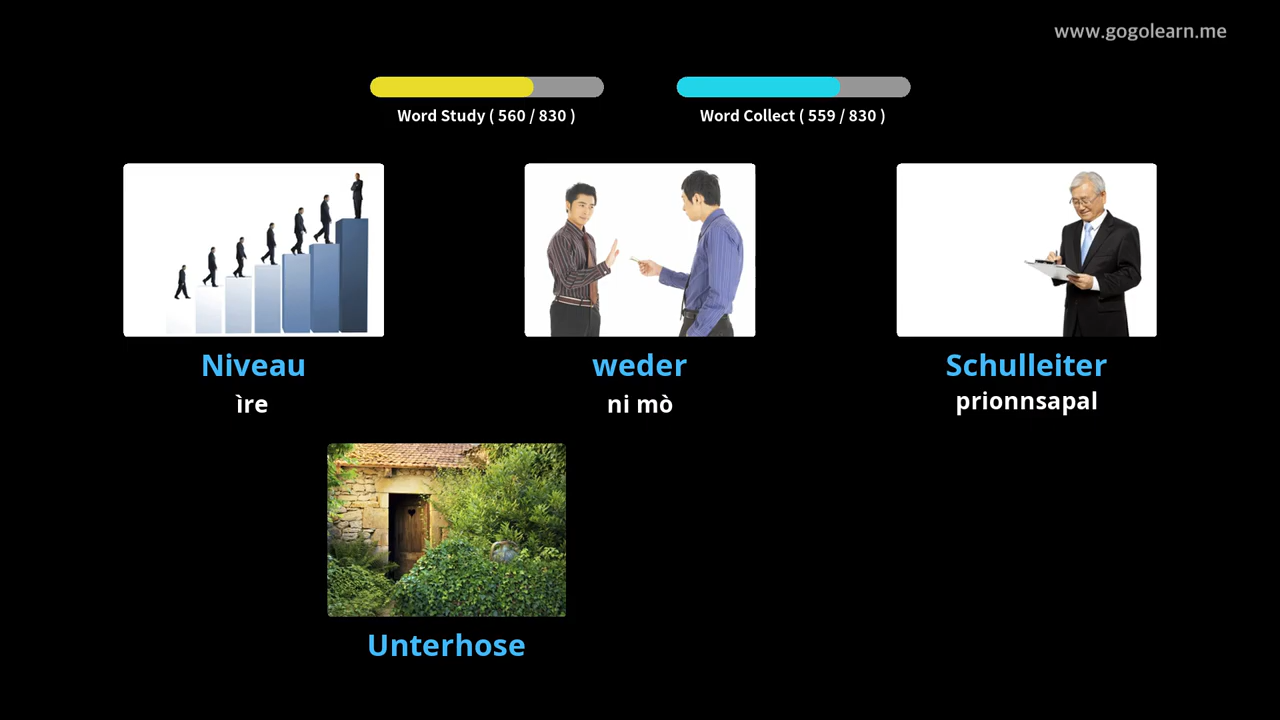 www.gogolearn.me
Word Study ( 560 / 830 )
Word Collect ( 559 / 830 )
Niveau
ìre
weder
ni mò
Schulleiter
prionnsapal
Unterhose